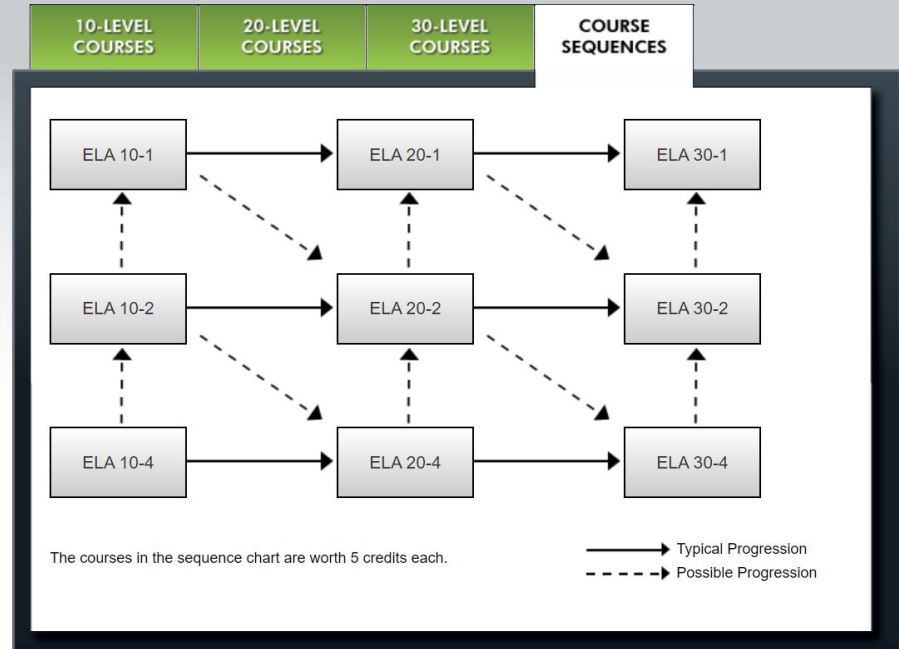 10-LEVEL
COURSES
20-LEVEL
COURSES
30-LEVEL
COURSES
COURSE
SEQUENCES
ELA 10-1
ELA 20-1
ELA 30-1
ELA 10-2
ELA 20-2
ELA 30-2
ELA 10-4
ELA 20-4
ELA 30-4
The courses in the sequence chart are worth 5 credits each.
Typical Progression
Possible Progression